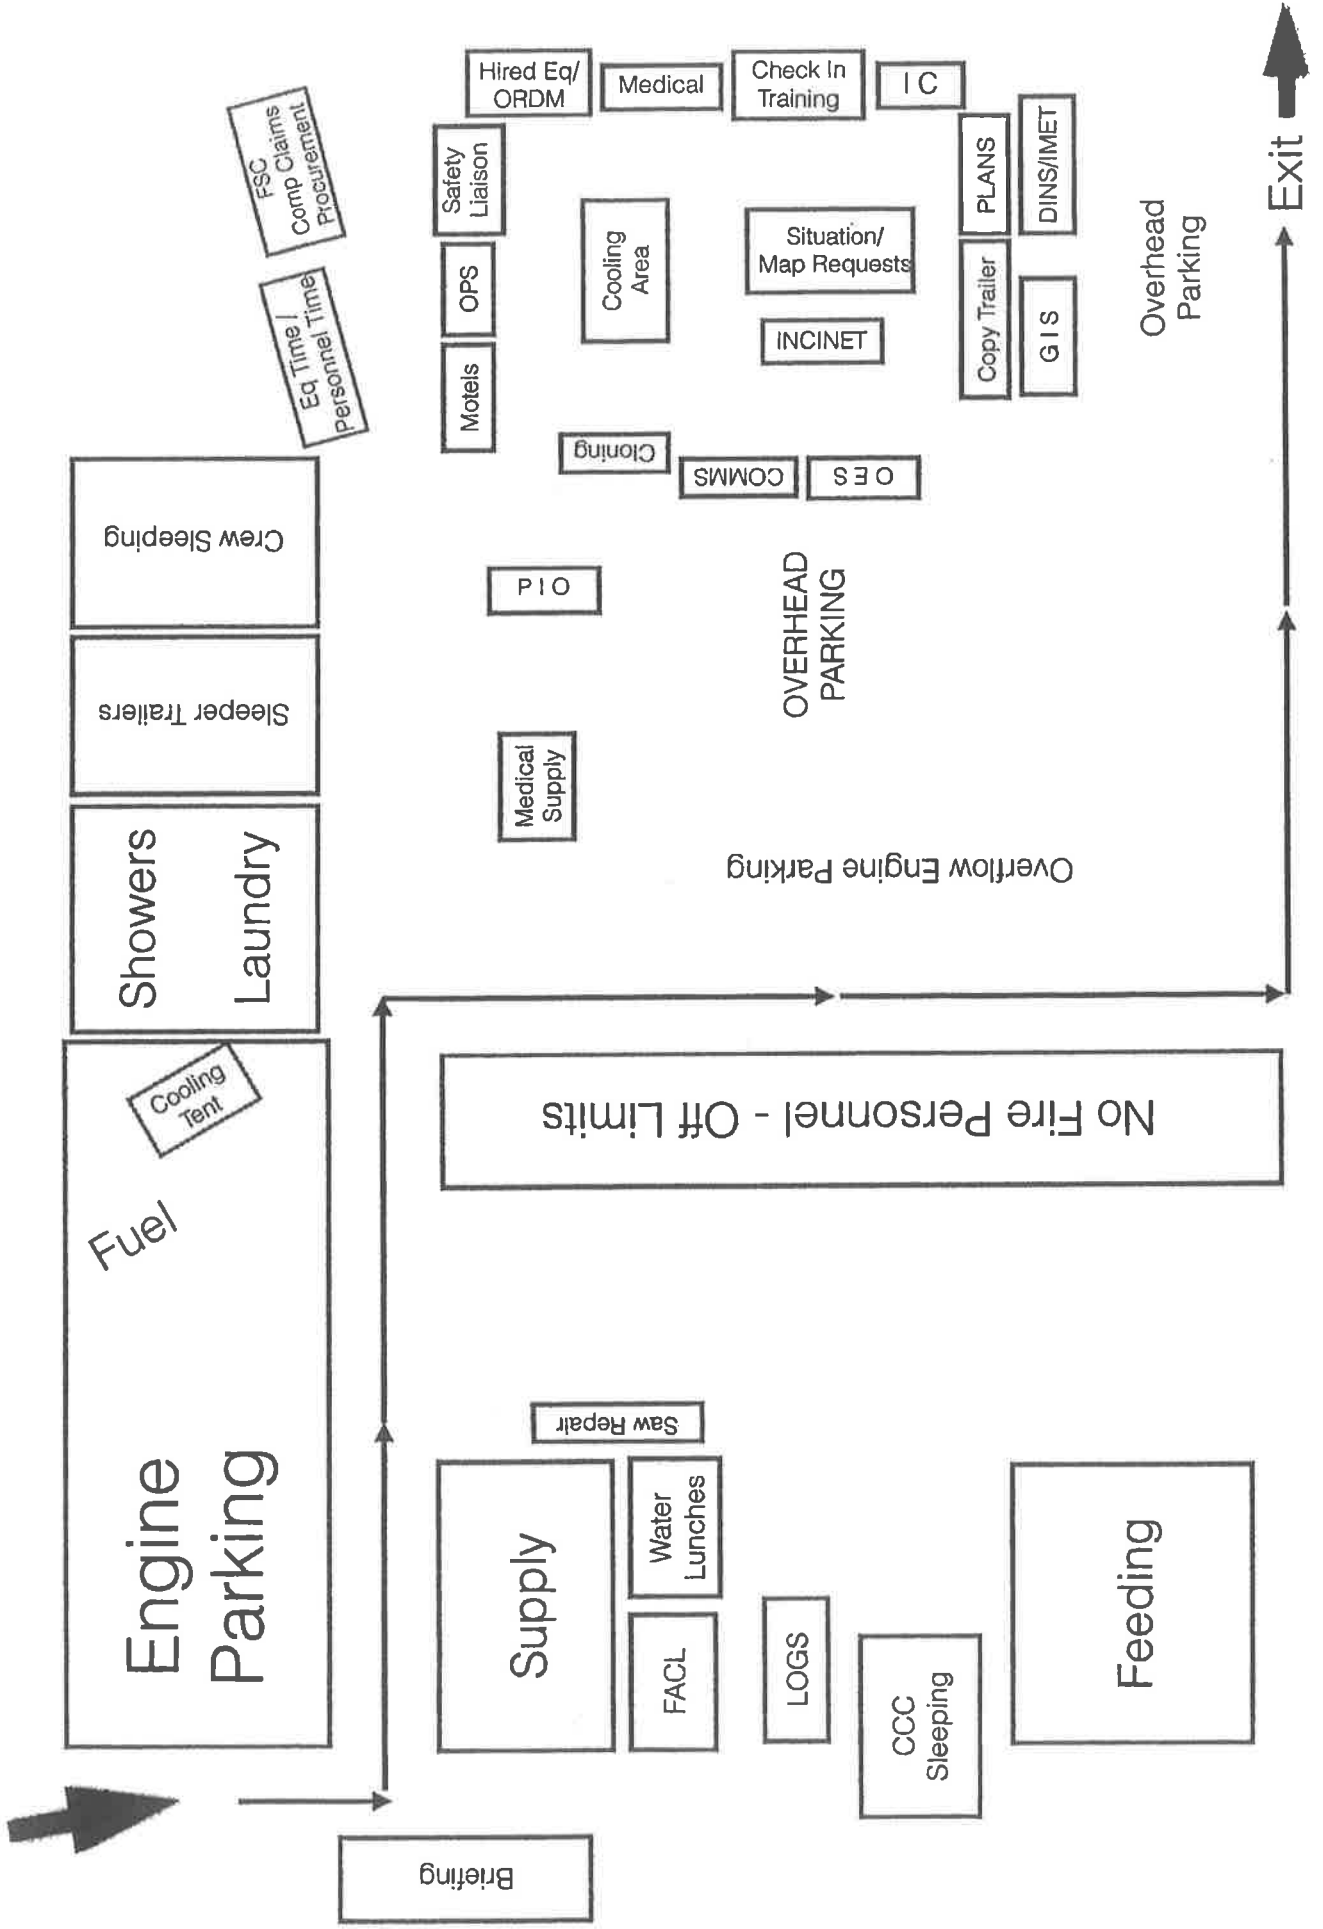 Hired Eq/
ORDM
Medical
Check In
Training
I C
FSC
Comp Claims
Procurement
Safety
Liaison
PLANS
DINS/IMET
Exit
Eq Time /
Personnel Time
OPS
Cooling
Area
Situation/
Map Requests
INCINET
Copy Trailer
G I S
Overhead
Parking
Motels
Cloning
COMMS
O E S
Crew Sleeping
P I O
OVERHEAD
PARKING
Sleeper Trailers
Medical
Supply
Overflow Engine Parking
Showers
Laundry
Cooling
Tent
No Fire Personnel - Off Limits
Fuel
Engine
Parking
Saw Repair
Supply
Water
Lunches
FACL
LOGS
CCC
Sleeping
Feeding
Briefing